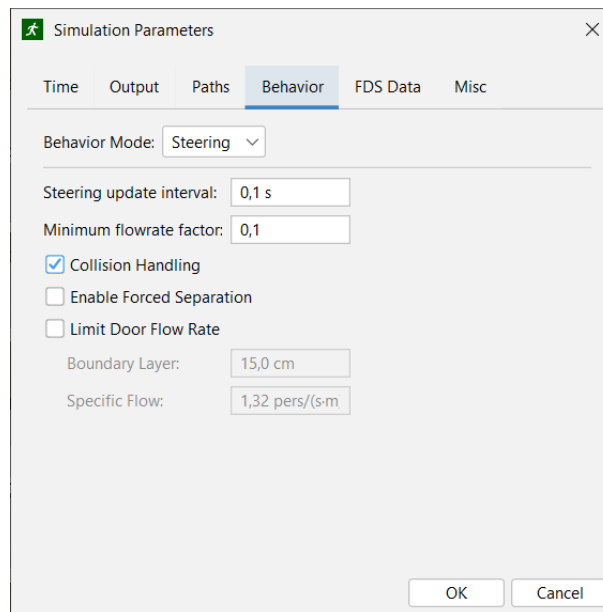 Simulation Parameters
Time Output Paths Behavior FDS Data Misc
Behavior Mode: Steering
Steering update interval: 0,1 s
Minimum flowrate factor: 0,1
Collision Handling
Enable Forced Separation
Limit Door Flow Rate
Boundary Layer: 15,0 cm
Specific Flow: 1,32 pers/(s·m
OK Cancel